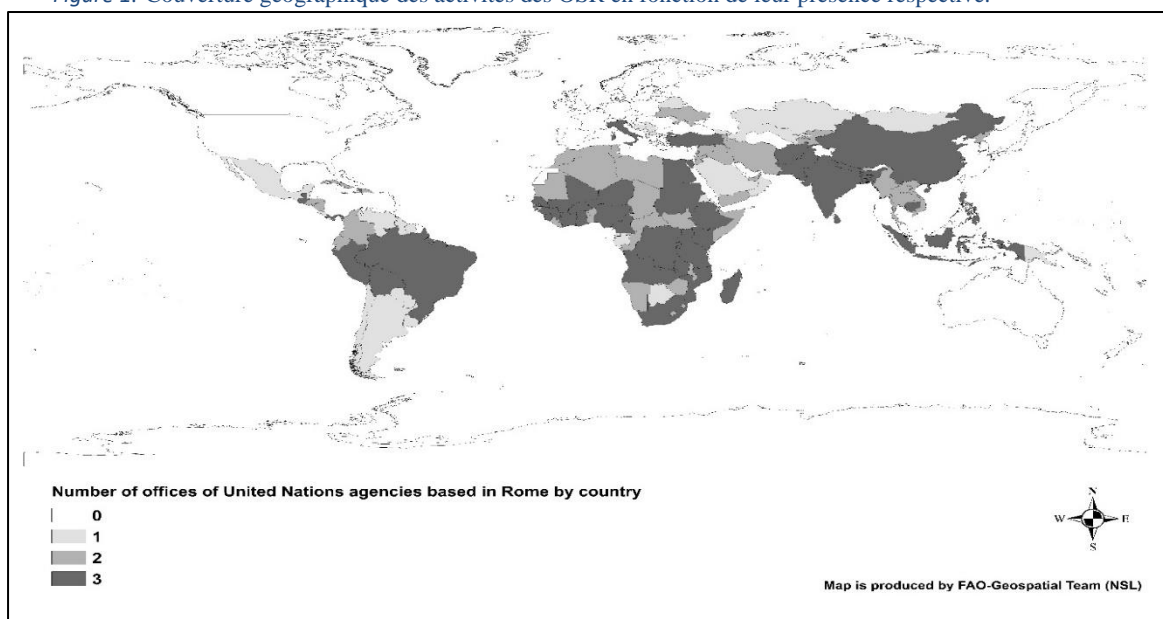 Figure 1. Couverture géographique des activités des OSR en fonction de leur présence respective.
Number of offices of United Nations agencies based in Rome by country
0
1
2
3
N
W E
S
Map is produced by FAO-Geospatial Team (NSL)